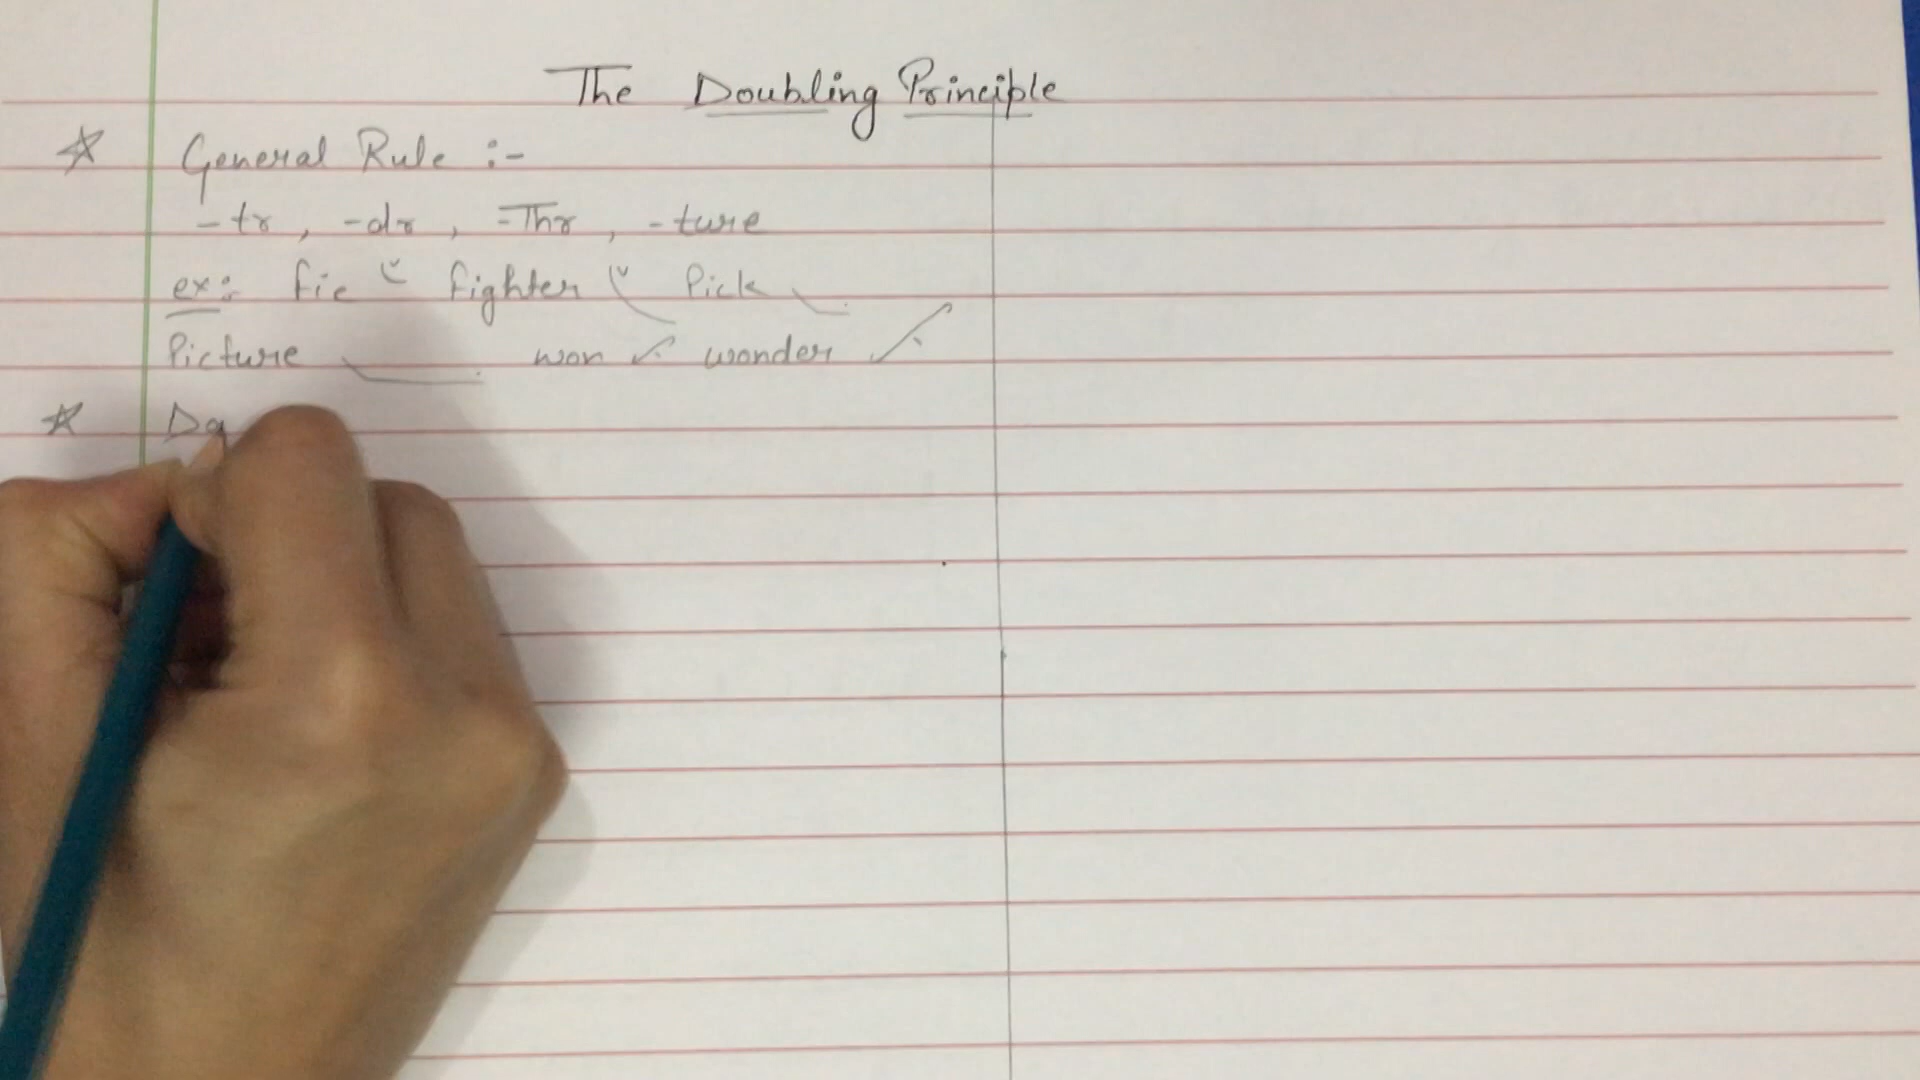 The Doubling Principle
General Rule :-
-tr, -dr, -Thr, -ture
ex:- fie fighter Pick
Picture won wonder